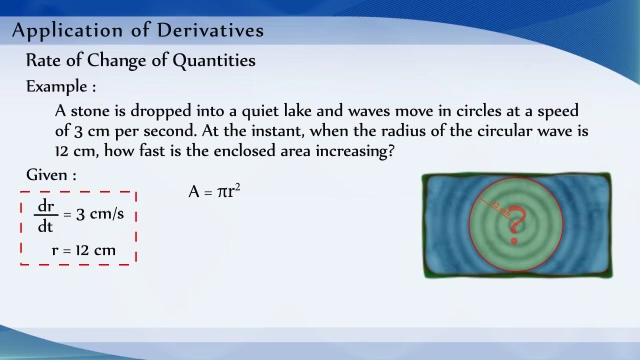 Application of Derivatives
Rate of Change of Quantities
Example :
A stone is dropped into a quiet lake and waves move in circles at a speed
of 3 cm per second. At the instant, when the radius of the circular wave is
12 cm, how fast is the enclosed area increasing?
Given :
dr/dt = 3 cm/s
r = 12 cm
A = πr²
?